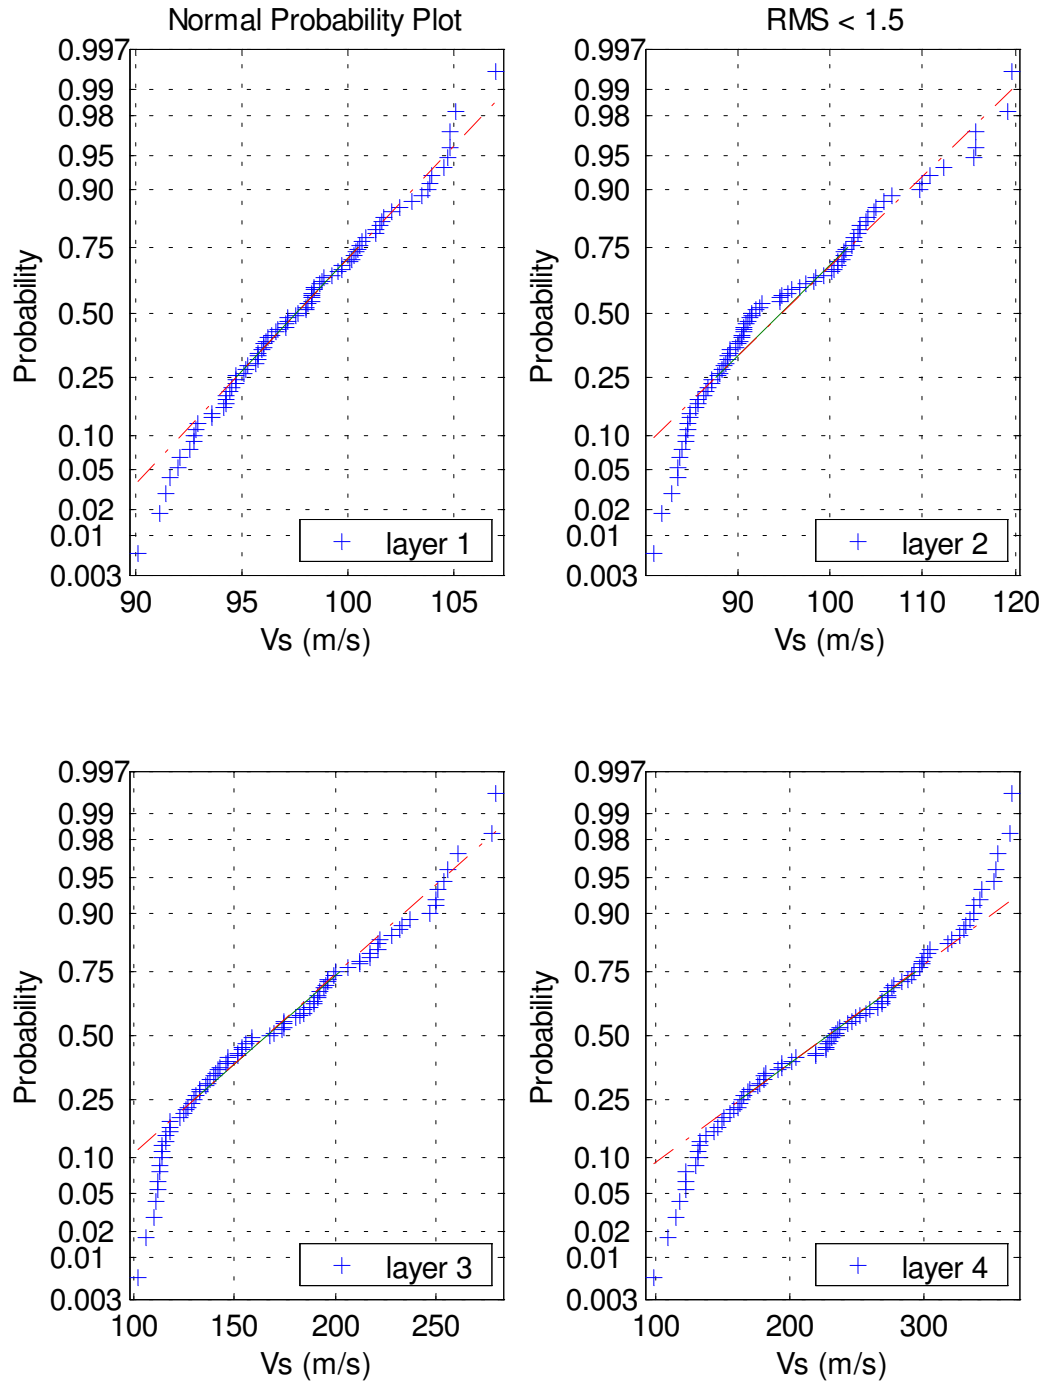 Normal Probability Plot
RMS < 1.5
0.997
0.99
0.98
0.95
0.90
0.75
0.50
0.25
0.10
0.05
0.02
0.01
0.003
Probability
layer 1
90 95 100 105
Vs (m/s)
0.997
0.99
0.98
0.95
0.90
0.75
0.50
0.25
0.10
0.05
0.02
0.01
0.003
Probability
layer 2
90 100 110 120
Vs (m/s)
0.997
0.99
0.98
0.95
0.90
0.75
0.50
0.25
0.10
0.05
0.02
0.01
0.003
Probability
layer 3
100 150 200 250
Vs (m/s)
0.997
0.99
0.98
0.95
0.90
0.75
0.50
0.25
0.10
0.05
0.02
0.01
0.003
Probability
layer 4
100 200 300
Vs (m/s)